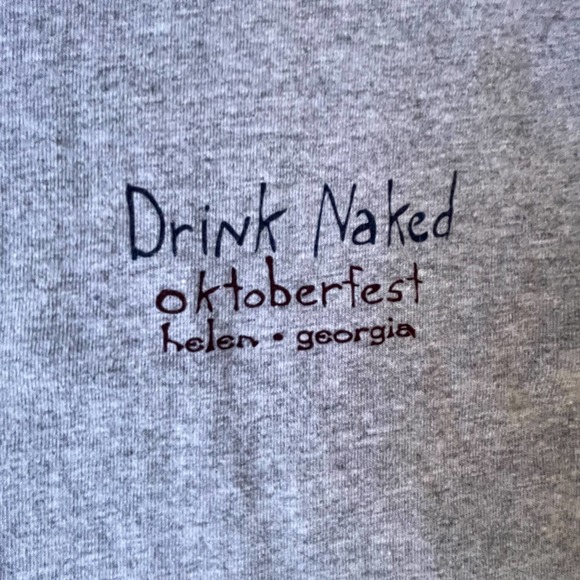 Drink Naked
oktoberfest
helen • georgia